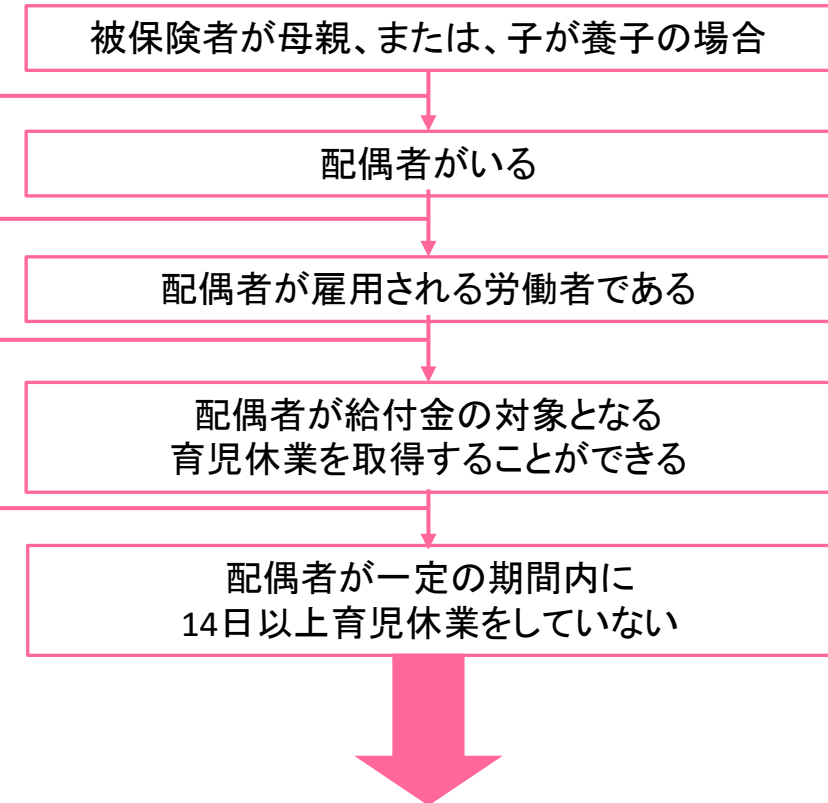 被保険者が母親、または、子が養子の場合
配偶者がいる
配偶者が雇用される労働者である
配偶者が給付金の対象となる
育児休業を取得することができる
配偶者が一定の期間内に
14日以上育児休業をしていない